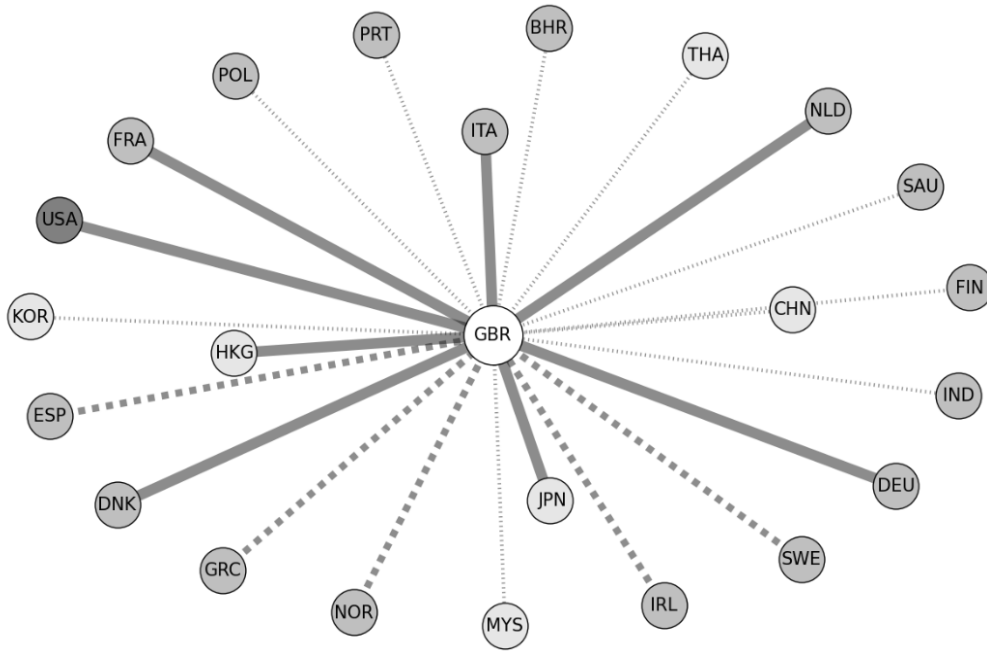 BHR
PRT
THA
POL
NLD
ITA
FRA
SAU
USA
FIN
CHN
KOR
GBR
HKG
IND
ESP
DEU
JPN
DNK
SWE
GRC
IRL
NOR
MYS